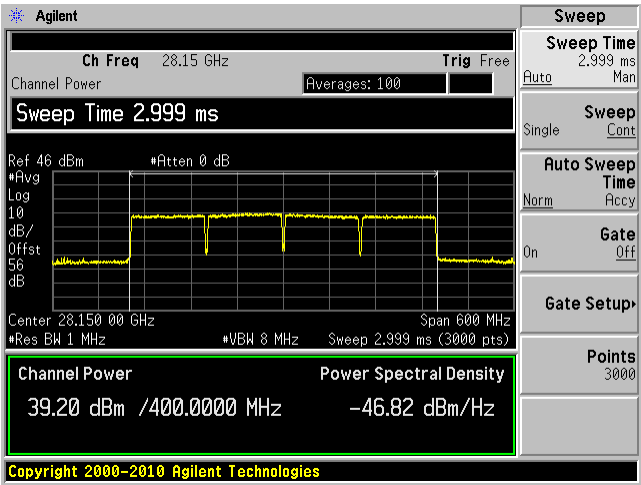 Agilent
Ch Freq 28.15 GHz Trig Free
Channel Power Averages: 100
Sweep Time 2.999 ms
Ref 46 dBm #Atten 0 dB
#Avg
Log
10
dB/
Offst
56
dB
Center 28.150 00 GHz Span 600 MHz
#Res BW 1 MHz #VBW 8 MHz Sweep 2.999 ms (3000 pts)
Channel Power Power Spectral Density
39.20 dBm /400.0000 MHz -46.82 dBm/Hz
Copyright 2000-2010 Agilent Technologies
Sweep
Sweep Time
2.999 ms
Auto Man
Sweep
Single Cont
Auto Sweep
Time
Norm Accy
Gate
On Off
Gate Setup
Points
3000